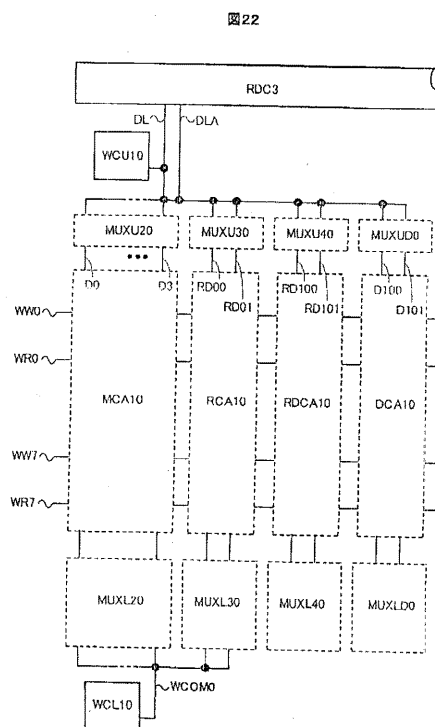 図22
RDC3
DL
DLA
WCU10
MUXU20
MUXU30
MUXU40
MUXUD0
D0
D3
RD00
RD01
RD100
RD101
D100
D101
WW0
WR0
MCA10
RCA10
RDCA10
DCA10
WW7
WR7
MUXL20
MUXL30
MUXL40
MUXLD0
WCOM0
WCL10